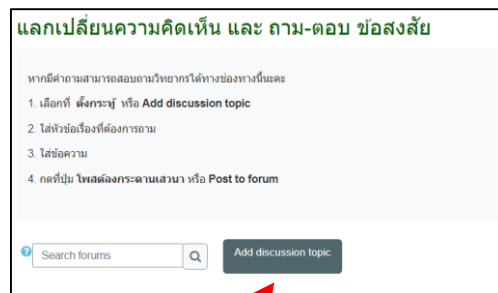 แลกเปลี่ยนความคิดเห็น และ ถาม-ตอบ ข้อสงสัย
หากมีคำถามสามารถสอบถามวิทยากรได้ทางช่องทางนี้นะคะ
1. เลือกที่ ตั้งกระทู้ หรือ Add discussion topic
2. ใส่หัวข้อเรื่องที่ต้องการถาม
3. ใส่ข้อความ
4. กดที่ปุ่ม โพสต์ลงกระดานเสวนา หรือ Post to forum
Search forums
Add discussion topic